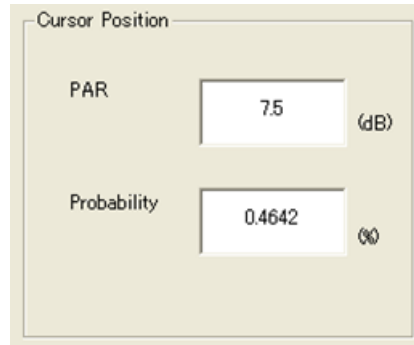 Cursor Position
PAR
7.5
(dB)
Probability
0.4642
(%)